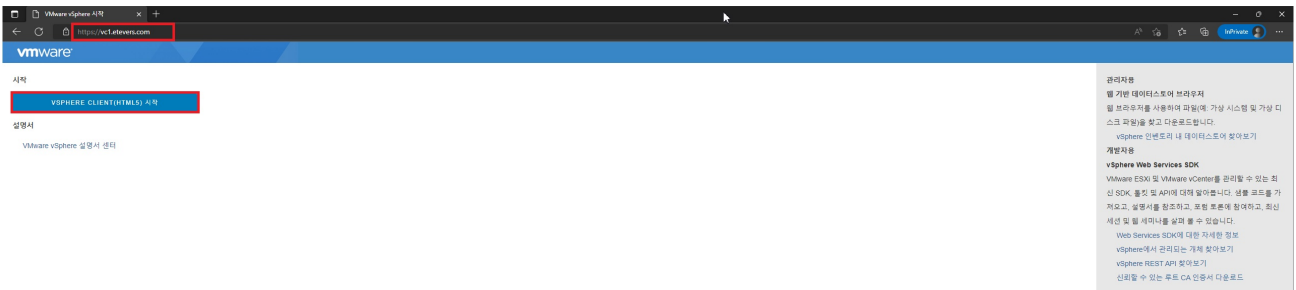 VMware vSphere 시작
https://vc1.etevers.com
InPrivate
vmware
시작
VSPHERE CLIENT(HTML5) 시작
설명서
VMware vSphere 설명서 센터
관리자용
웹 기반 데이터스토어 브라우저
웹 브라우저를 사용하여 파일(예: 가상 시스템 및 가상 디
스크 파일)을 찾고 다운로드합니다.
vSphere 인벤토리 내 데이터스토어 찾아보기
개발자용
vSphere Web Services SDK
VMware ESXi 및 VMware vCenter를 관리할 수 있는 최
신 SDK, 툴킷 및 API에 대해 알아봅니다. 샘플 코드를 가
져오고, 설명서를 참조하고, 포럼 토론에 참여하고, 최신
세션 및 웹 세미나를 살펴 볼 수 있습니다.
Web Services SDK에 대한 자세한 정보
vSphere에서 관리되는 개체 찾아보기
vSphere REST API 찾아보기
신뢰할 수 있는 루트 CA 인증서 다운로드